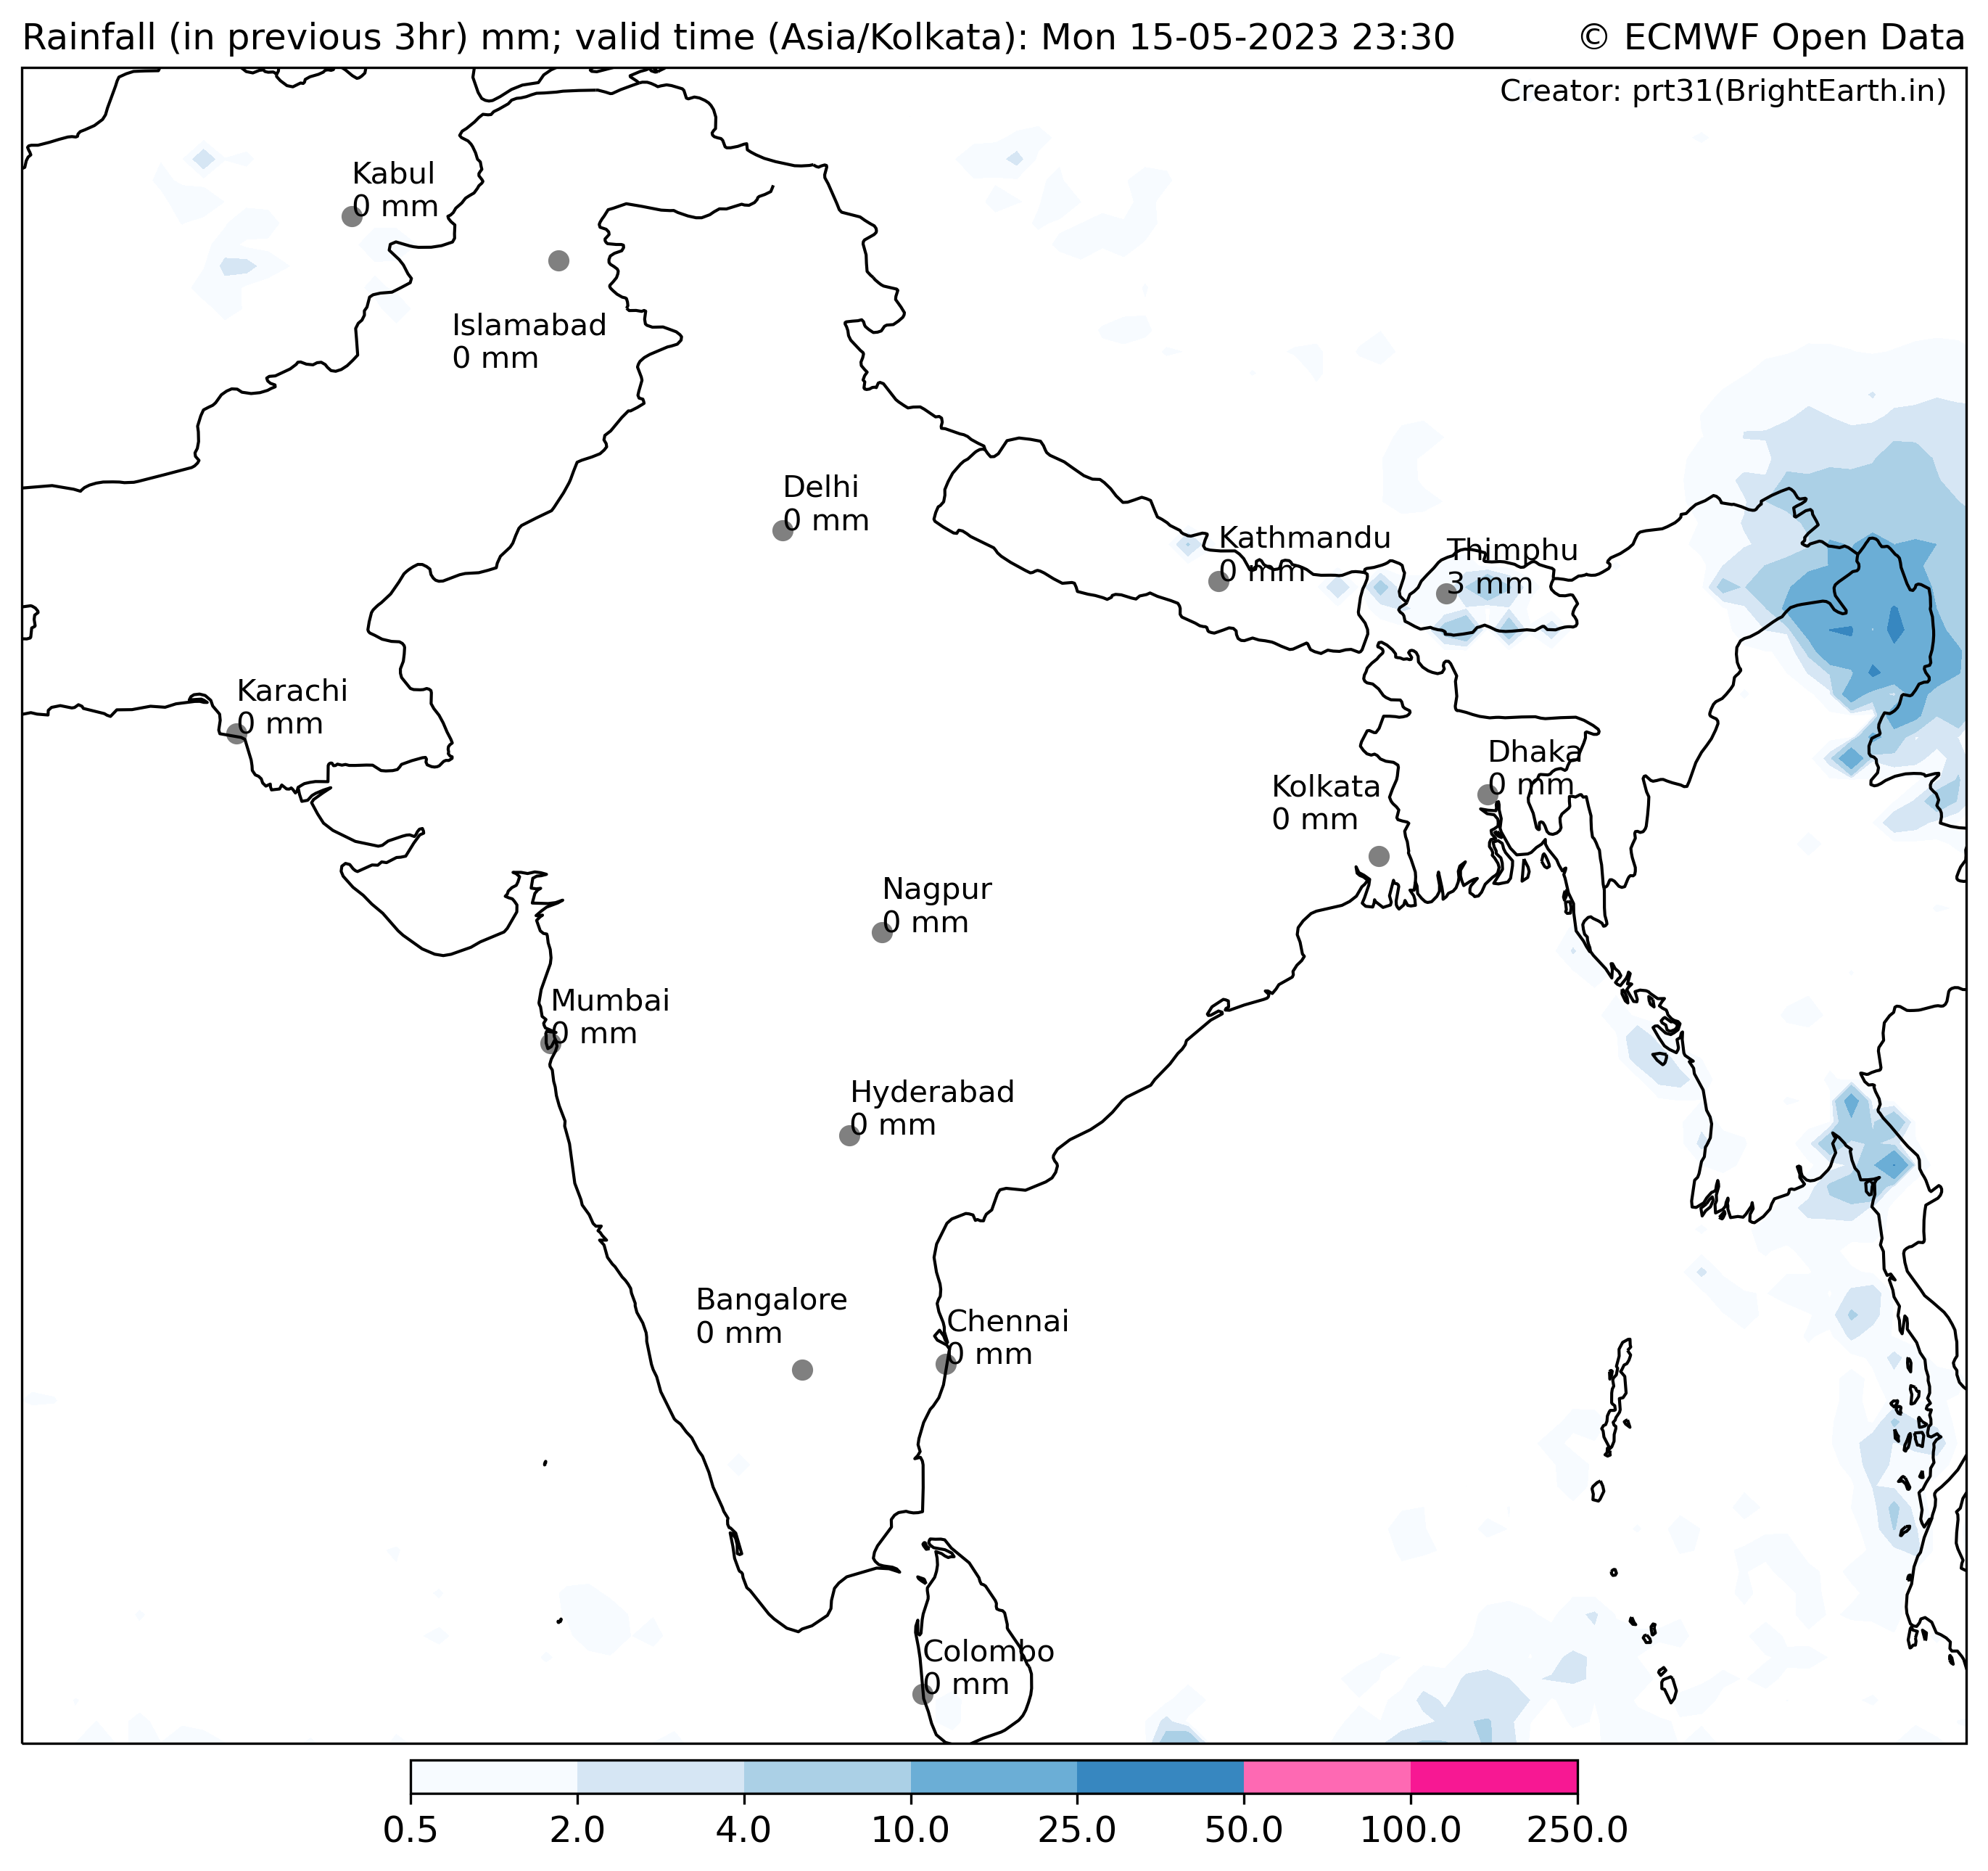 Rainfall (in previous 3hr) mm; valid time (Asia/Kolkata): Mon 15-05-2023 23:30
© ECMWF Open Data
Creator: prt31(BrightEarth.in)
Kabul
0 mm
Islamabad
0 mm
Delhi
0 mm
Kathmandu
0 mm
Thimphu
3 mm
Karachi
0 mm
Dhaka
0 mm
Kolkata
0 mm
Nagpur
0 mm
Mumbai
0 mm
Hyderabad
0 mm
Bangalore
0 mm
Chennai
0 mm
Colombo
0 mm
0.5 2.0 4.0 10.0 25.0 50.0 100.0 250.0